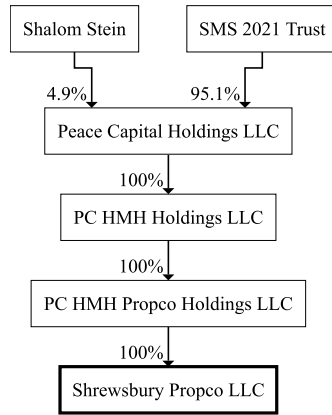 Shalom Stein
SMS 2021 Trust
4.9%
95.1%
Peace Capital Holdings LLC
100%
PC HMH Holdings LLC
100%
PC HMH Propco Holdings LLC
100%
Shrewsbury Propco LLC